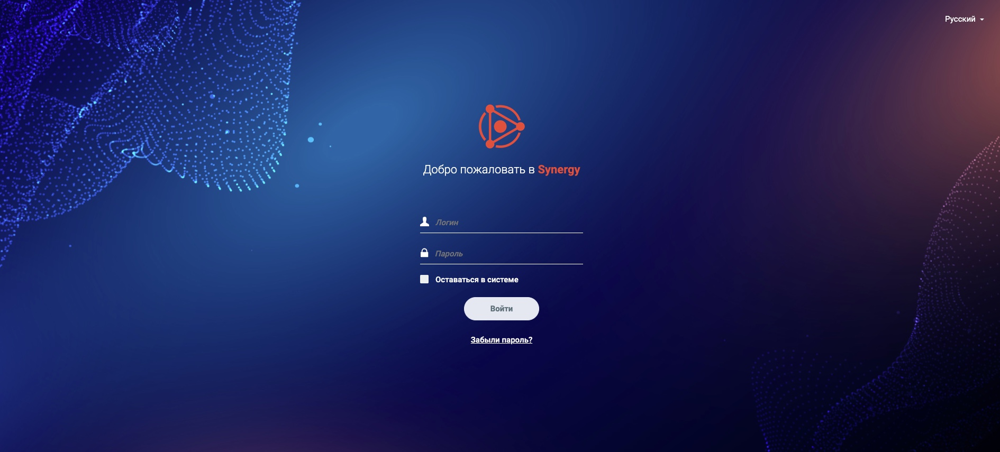 Русский
Добро пожаловать в Synergy
Логин
Пароль
Оставаться в системе
Войти
Забыли пароль?